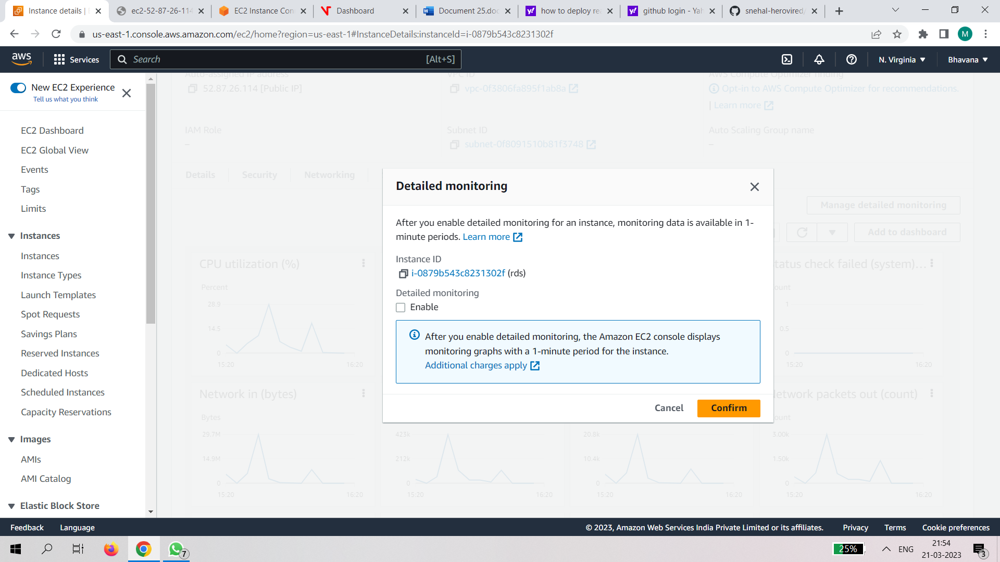 Instance details |
ec2-52-87-26-114
EC2 Instance Con
Dashboard
Document 25.doc
how to deploy rea
github login - Yah
snehal-herovired/
us-east-1.console.aws.amazon.com/ec2/home?region=us-east-1#InstanceDetails:instanceId=i-0879b543c8231302f
M
aws
Services
Search
[Alt+S]
N. Virginia
Bhavana
New EC2 Experience
Tell us what you think
EC2 Dashboard
EC2 Global View
Events
Tags
Limits
Instances
Instances
Instance Types
Launch Templates
Spot Requests
Savings Plans
Reserved Instances
Dedicated Hosts
Scheduled Instances
Capacity Reservations
Images
AMIs
AMI Catalog
Elastic Block Store
Auto-assigned IP address
52.87.26.114 [Public IP]
VPC ID
vpc-0f3806fa895f1ab8a
AWS Compute Optimizer finding
Opt-in to AWS Compute Optimizer for recommendations.
| Learn more
IAM Role
–
Subnet ID
subnet-0f8091510b81f3748
Auto Scaling Group name
–
Details
Security
Networking
Manage detailed monitoring
Add to dashboard
Detailed monitoring
After you enable detailed monitoring for an instance, monitoring data is available in 1-
minute periods. Learn more
Instance ID
i-0879b543c8231302f (rds)
Detailed monitoring
Enable
After you enable detailed monitoring, the Amazon EC2 console displays
monitoring graphs with a 1-minute period for the instance.
Additional charges apply
Cancel
Confirm
CPU utilization (%)
Percent
28.9
14.5
0
15:20
16:20
tatus check failed (system)...
ount
1
0.5
0
15:20
16:20
Network in (bytes)
Bytes
29.7M
14.9M
0
15:20
16:20
423k
212k
0
15:20
16:20
20.8k
10.4k
0
15:20
16:20
etwork packets out (count)
ount
3.00k
1.50k
0
15:20
16:20
Feedback
Language
© 2023, Amazon Web Services India Private Limited or its affiliates.
Privacy
Terms
Cookie preferences
7
25%
ENG
21:54
21-03-2023
3